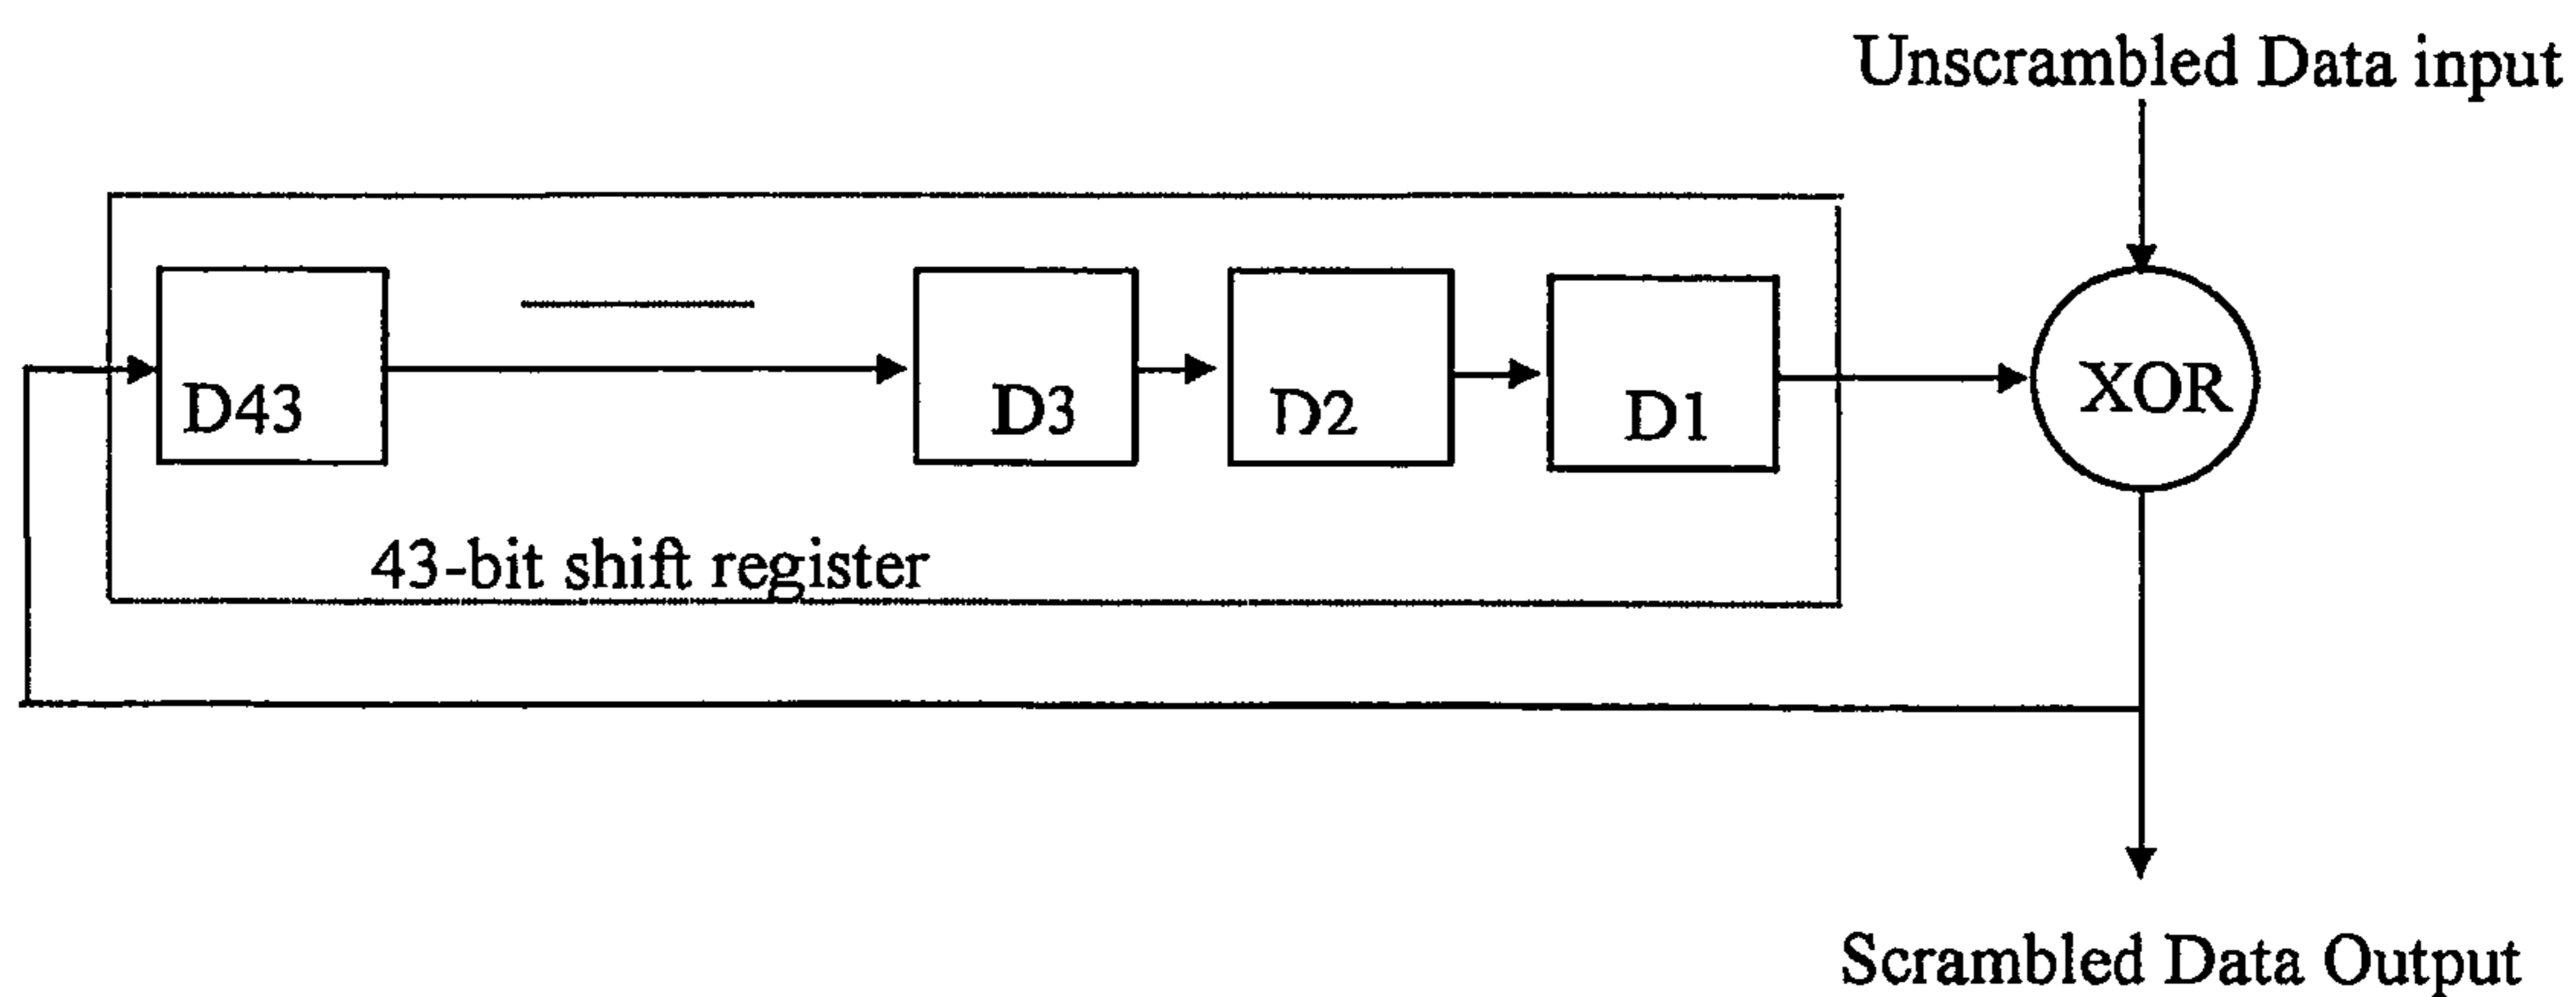 Unscrambled Data input
D43
D3
D2
D1
XOR
43-bit shift register
Scrambled Data Output